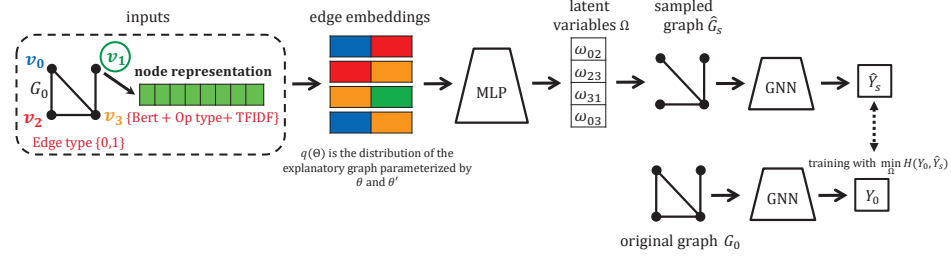 inputs
v₀
v₁
G₀
node representation
v₂
v₃
{Bert + Op type+ TFIDF}
Edge type {0,1}
edge embeddings
q(Θ) is the distribution of the
explanatory graph parameterized by
θ and θ′
MLP
latent
variables Ω
ω₀₂
ω₂₃
ω₃₁
ω₀₃
sampled
graph Ĝₛ
GNN
Ŷₛ
training with min H(Y₀,Ŷₛ)
Ω
GNN
Y₀
original graph G₀